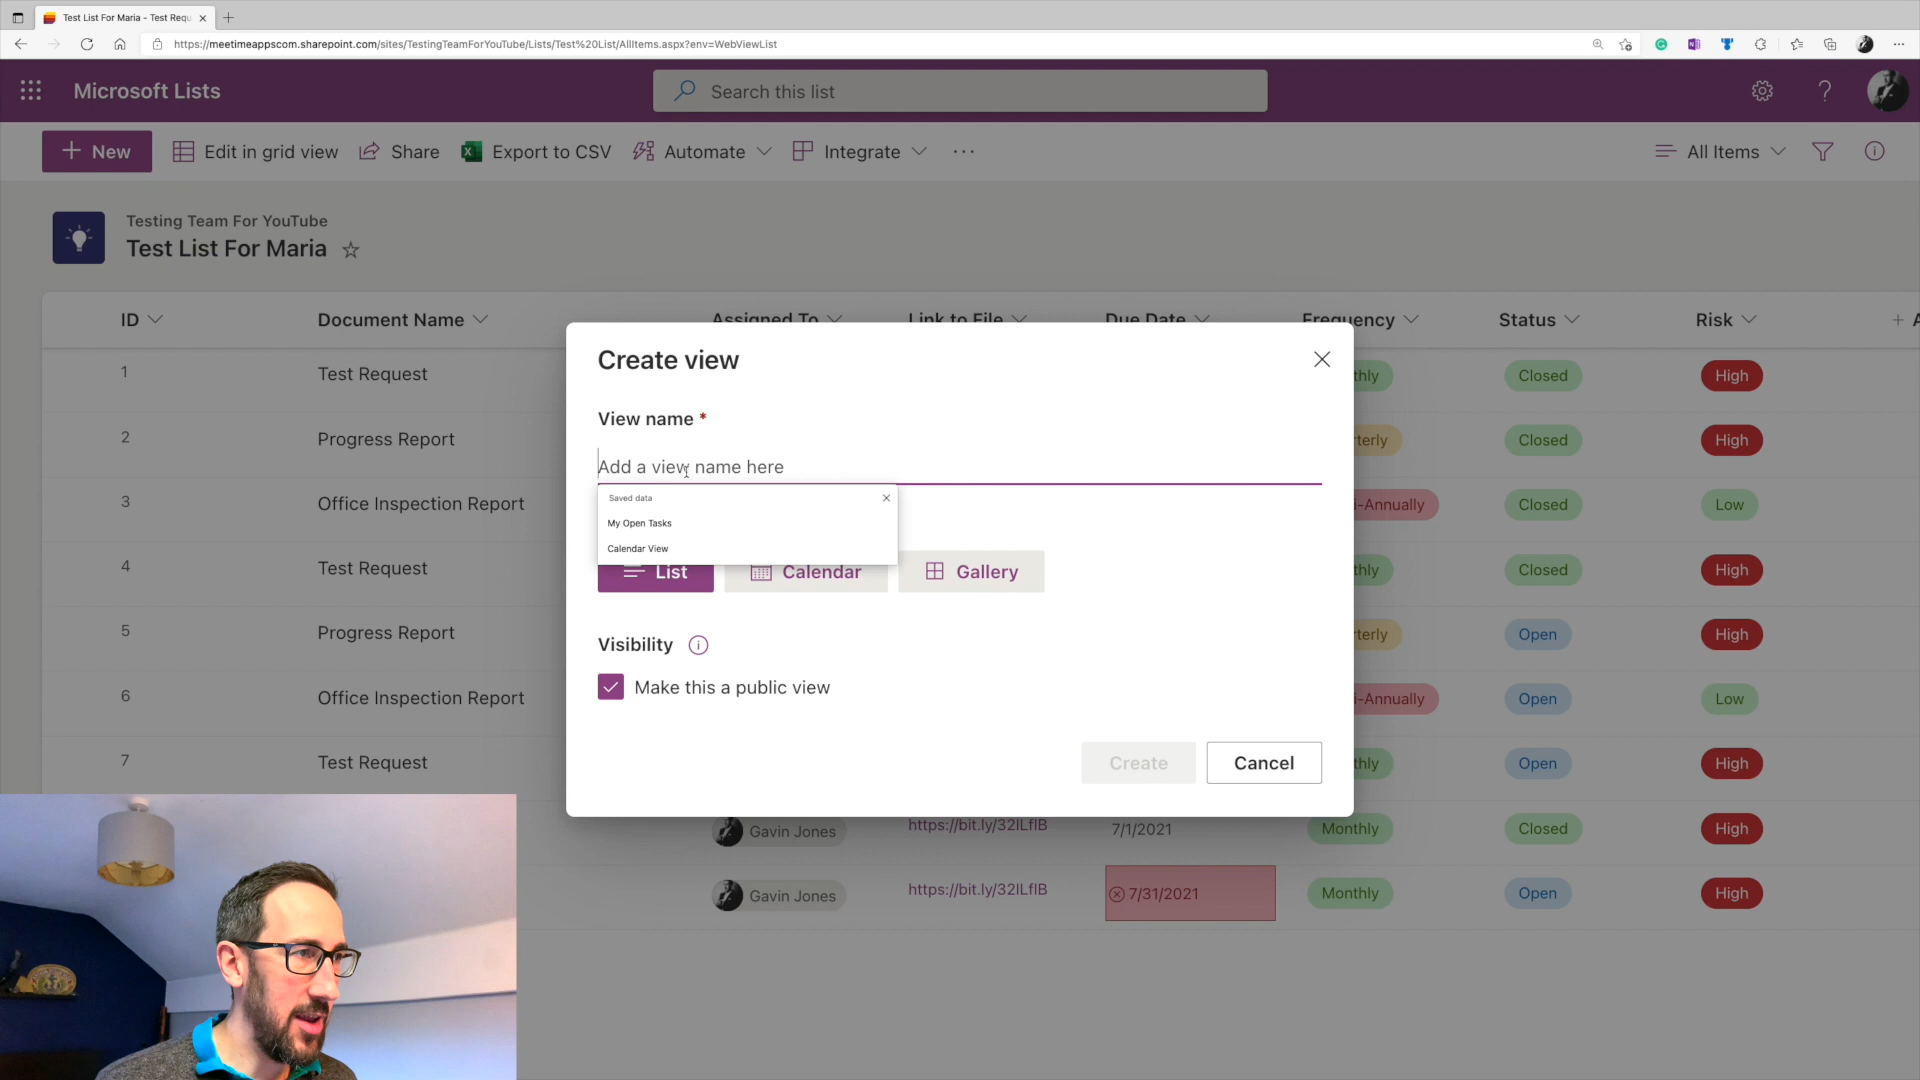 Test List For Maria - Test Requ
https://meetimeappscom.sharepoint.com/sites/TestingTeamForYouTube/Lists/Test%20List/AllItems.aspx?env=WebViewList
Microsoft Lists
Search this list
New
Edit in grid view
Share
Export to CSV
Automate
Integrate
All Items
Testing Team For YouTube
Test List For Maria
ID
Document Name
Assigned To
Link to File
Due Date
Frequency
Status
Risk
+ A
1
Test Request
thly
Closed
High
2
Progress Report
terly
Closed
High
3
Office Inspection Report
i-Annually
Closed
Low
4
Test Request
thly
Closed
High
5
Progress Report
terly
Open
High
6
Office Inspection Report
i-Annually
Open
Low
7
Test Request
thly
Open
High
Gavin Jones
https://bit.ly/32ILfIB
7/1/2021
Monthly
Closed
High
Gavin Jones
https://bit.ly/32ILfIB
7/31/2021
Monthly
Open
High
Create view
View name *
Add a view name here
Saved data
My Open Tasks
Calendar View
List
Calendar
Gallery
Visibility
Make this a public view
Create
Cancel